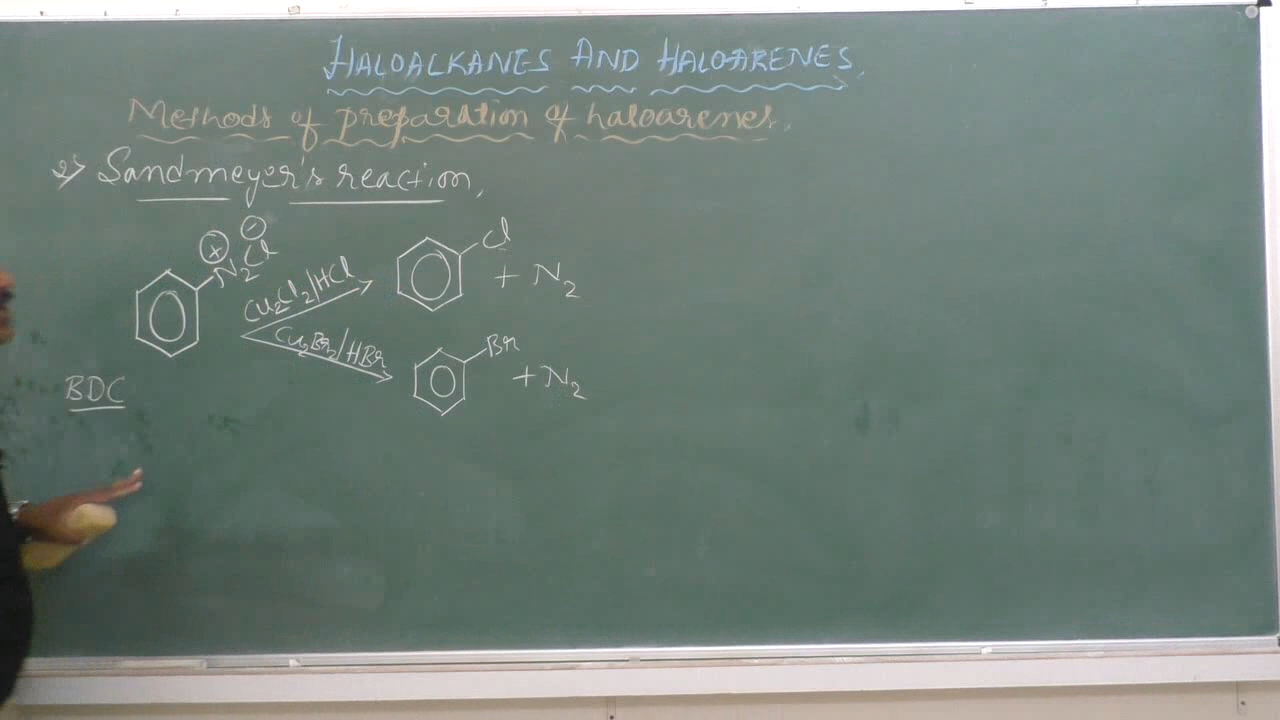 HALOALKANES AND HALOARENES.
Methods of preparation of haloarenes.
2) Sandmeyer's reaction.
⊕ ⊖
N2Cl
Cu2Cl2/HCl
Cl
+ N2
Cu2Br2/HBr
Br
+ N2
BDC